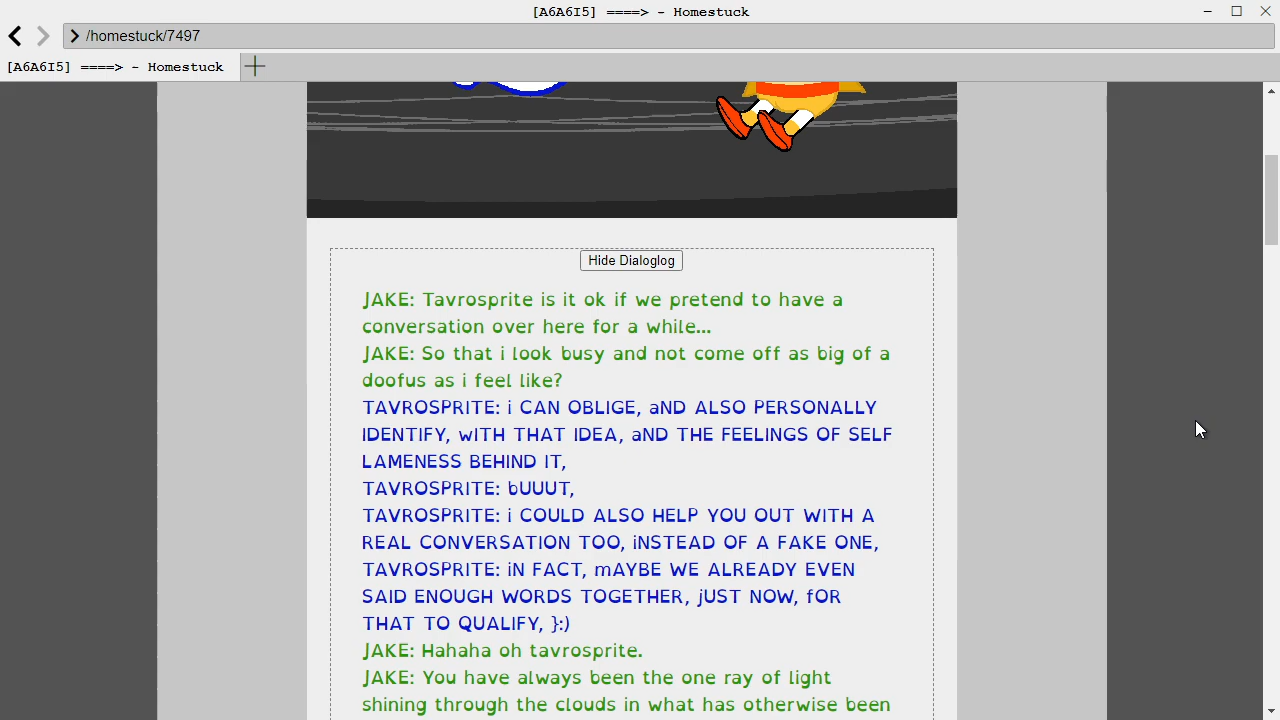 [A6A6I5] ====> - Homestuck
/homestuck/7497
[A6A6I5] ====> - Homestuck
Hide Dialoglog
JAKE: Tavrosprite is it ok if we pretend to have a
conversation over here for a while...
JAKE: So that i look busy and not come off as big of a
doofus as i feel like?
TAVROSPRITE: i CAN OBLIGE, aND ALSO PERSONALLY
IDENTIFY, wITH THAT IDEA, aND THE FEELINGS OF SELF
LAMENESS BEHIND IT,
TAVROSPRITE: bUUUT,
TAVROSPRITE: i COULD ALSO HELP YOU OUT WITH A
REAL CONVERSATION TOO, iNSTEAD OF A FAKE ONE,
TAVROSPRITE: iN FACT, mAYBE WE ALREADY EVEN
SAID ENOUGH WORDS TOGETHER, jUST NOW, fOR
THAT TO QUALIFY, }:)
JAKE: Hahaha oh tavrosprite.
JAKE: You have always been the one ray of light
shining through the clouds in what has otherwise been